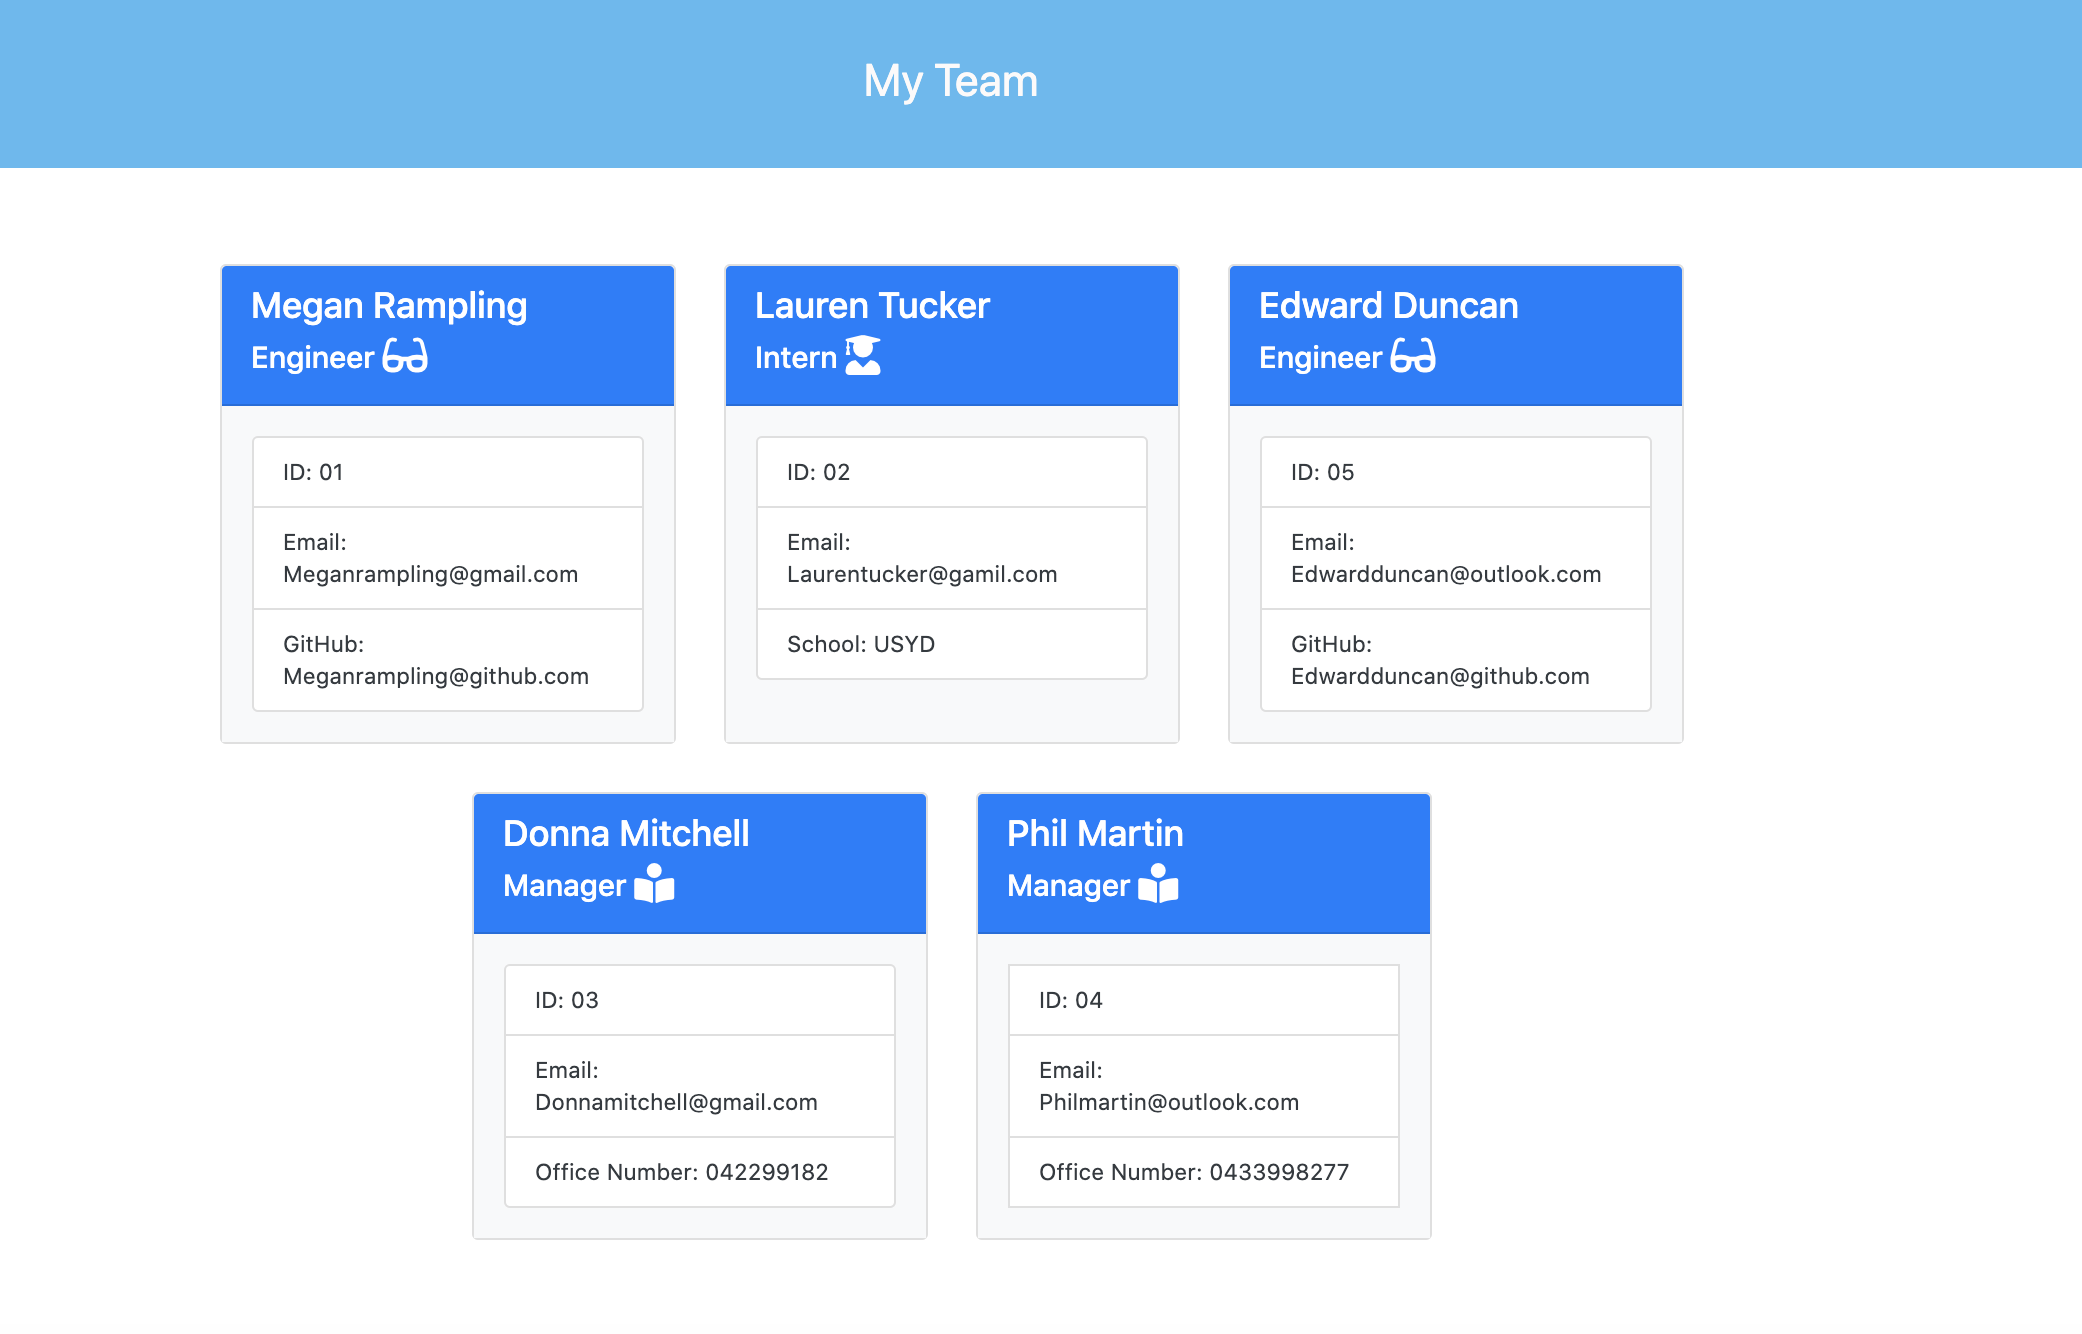 My Team
Megan Rampling
Engineer
ID: 01
Email:
Meganrampling@gmail.com
GitHub:
Meganrampling@github.com
Lauren Tucker
Intern
ID: 02
Email:
Laurentucker@gamil.com
School: USYD
Edward Duncan
Engineer
ID: 05
Email:
Edwardduncan@outlook.com
GitHub:
Edwardduncan@github.com
Donna Mitchell
Manager
ID: 03
Email:
Donnamitchell@gmail.com
Office Number: 042299182
Phil Martin
Manager
ID: 04
Email:
Philmartin@outlook.com
Office Number: 0433998277